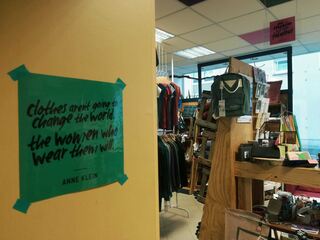 Clothes aren't going to
change the world.
the women who
wear them will.
ANNE KLEIN